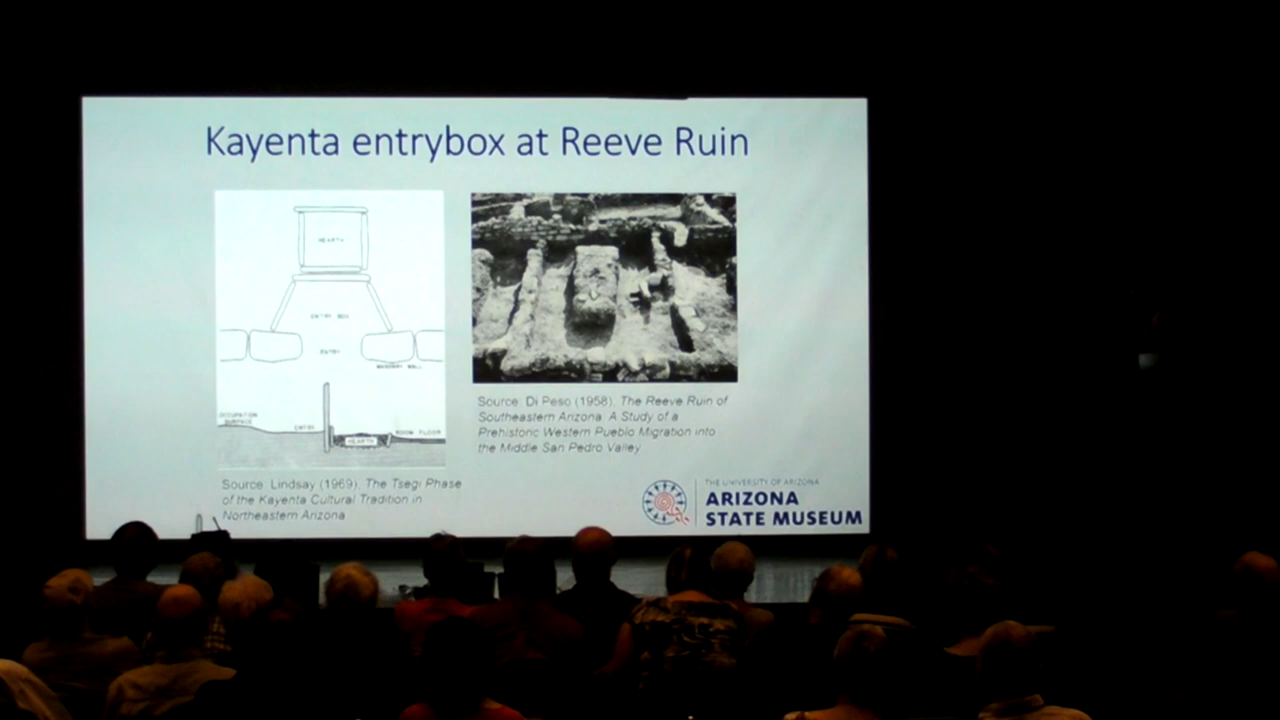 Kayenta entrybox at Reeve Ruin
HEARTH
ENTRY BOX
ENTRY
MASONRY WALL
OCCUPATION
SURFACE
ENTRY
HEARTH
ROOM FLOOR
Source: Lindsay (1969), The Tsegi Phase
of the Kayenta Cultural Tradition in
Northeastern Arizona
Source: Di Peso (1958), The Reeve Ruin of
Southeastern Arizona: A Study of a
Prehistoric Western Pueblo Migration into
the Middle San Pedro Valley
THE UNIVERSITY OF ARIZONA
ARIZONA
STATE MUSEUM